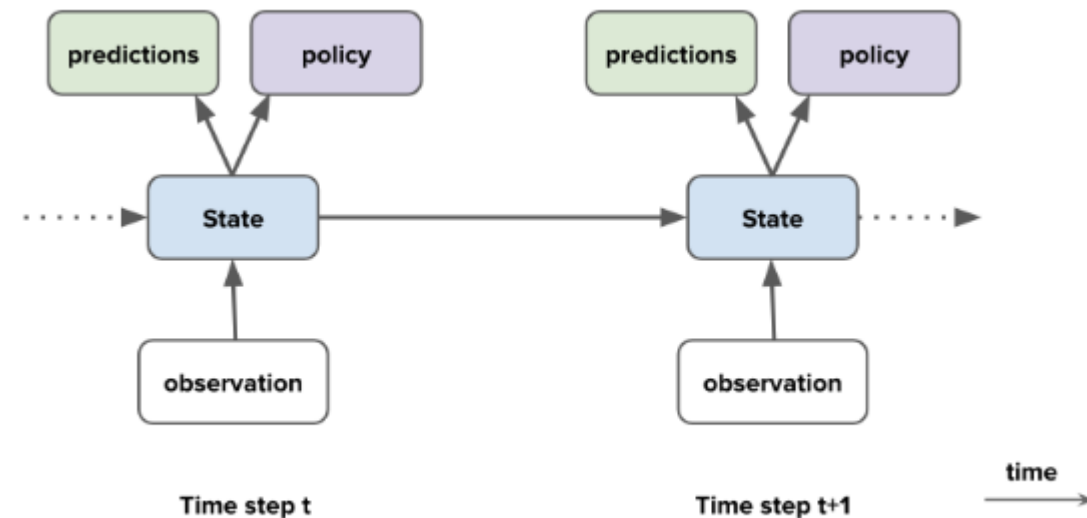 predictions
policy
predictions
policy
State
State
observation
observation
time
Time step t
Time step t+1